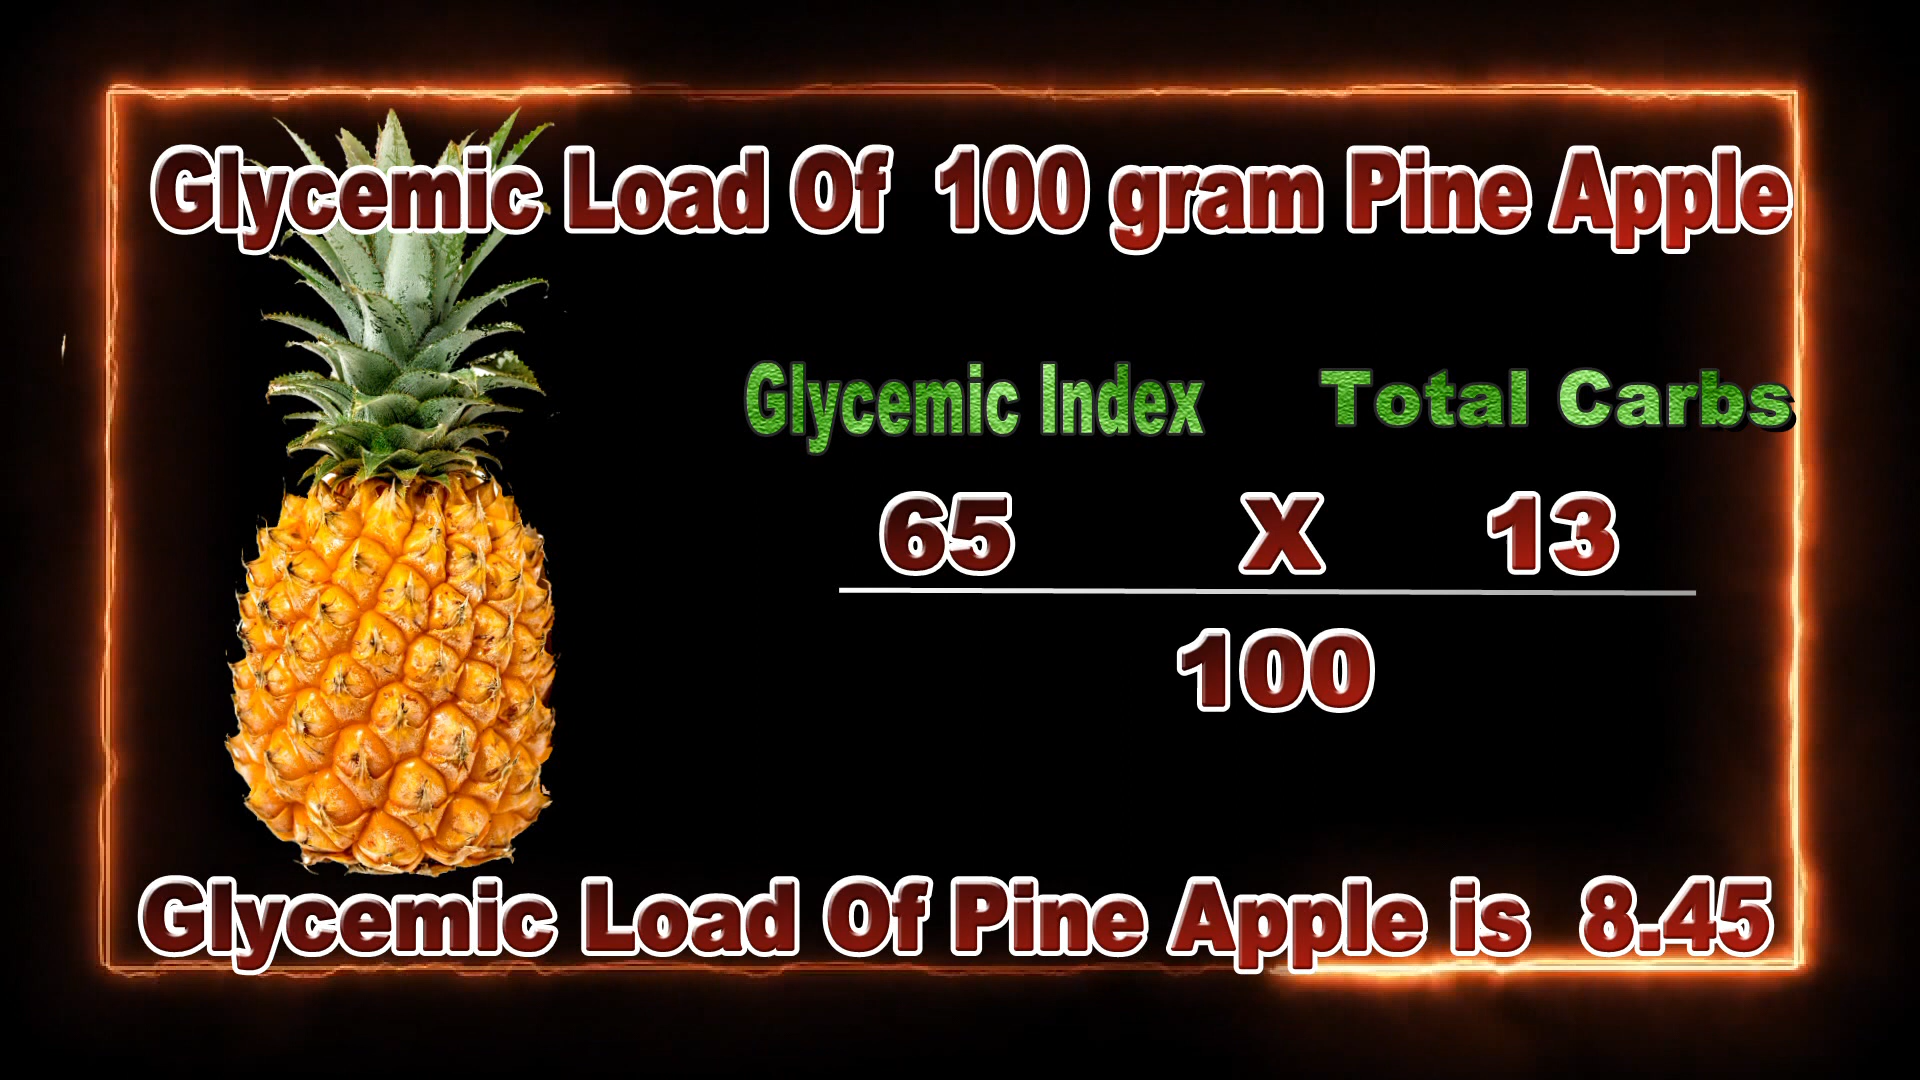 Glycemic Load Of 100 gram Pine Apple
Glycemic Index Total Carbs
65 X 13
100
Glycemic Load Of Pine Apple is 8.45